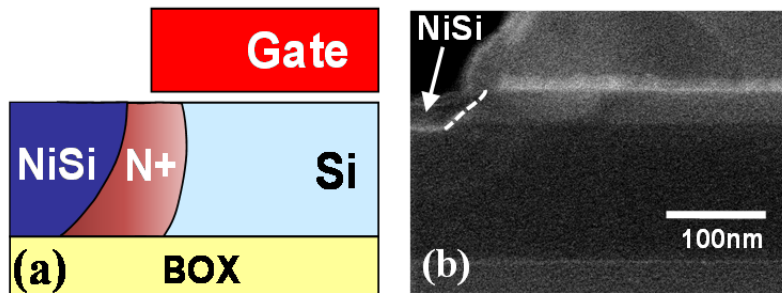 Gate
NiSi
N+
Si
(a)
BOX
NiSi
100nm
(b)